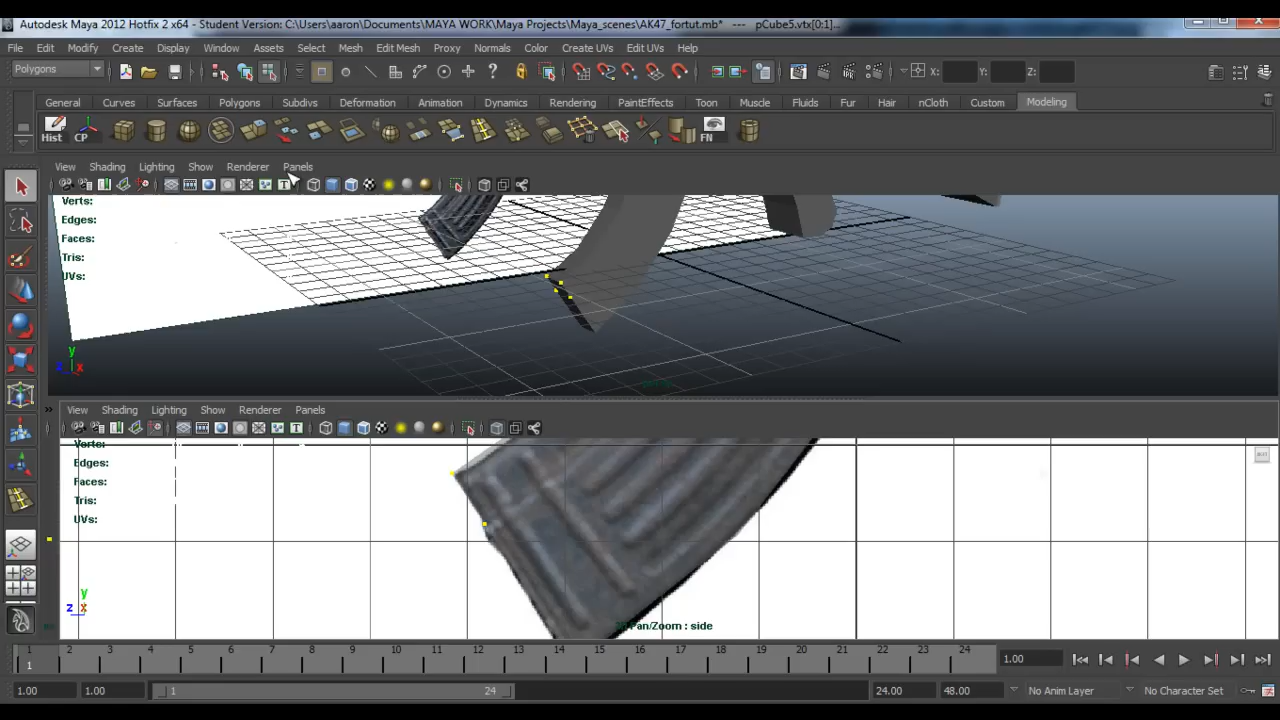 Autodesk Maya 2012 Hotfix 2 x64 - Student Version: C:\Users\aaron\Documents\MAYA WORK\Maya Projects\Maya_scenes\AK47_fortut.mb* --- pCube5.vtx[0:1]...
File Edit Modify Create Display Window Assets Select Mesh Edit Mesh Proxy Normals Color Create UVs Edit UVs Help
Polygons X: Y: Z:
General Curves Surfaces Polygons Subdivs Deformation Animation Dynamics Rendering PaintEffects Toon Muscle Fluids Fur Hair nCloth Custom Modeling
Hist CP FN
View Shading Lighting Show Renderer Panels
Verts:
Edges:
Faces:
Tris:
UVs:
y
z x
View Shading Lighting Show Renderer Panels
Verts:
Edges:
Faces:
Tris:
UVs:
y
z x
2D Pan/Zoom : side
1 2 3 4 5 6 7 8 9 10 11 12 13 14 15 16 17 18 19 20 21 22 23 24
1 1.00
1.00 1.00 1 24 24.00 48.00 No Anim Layer No Character Set